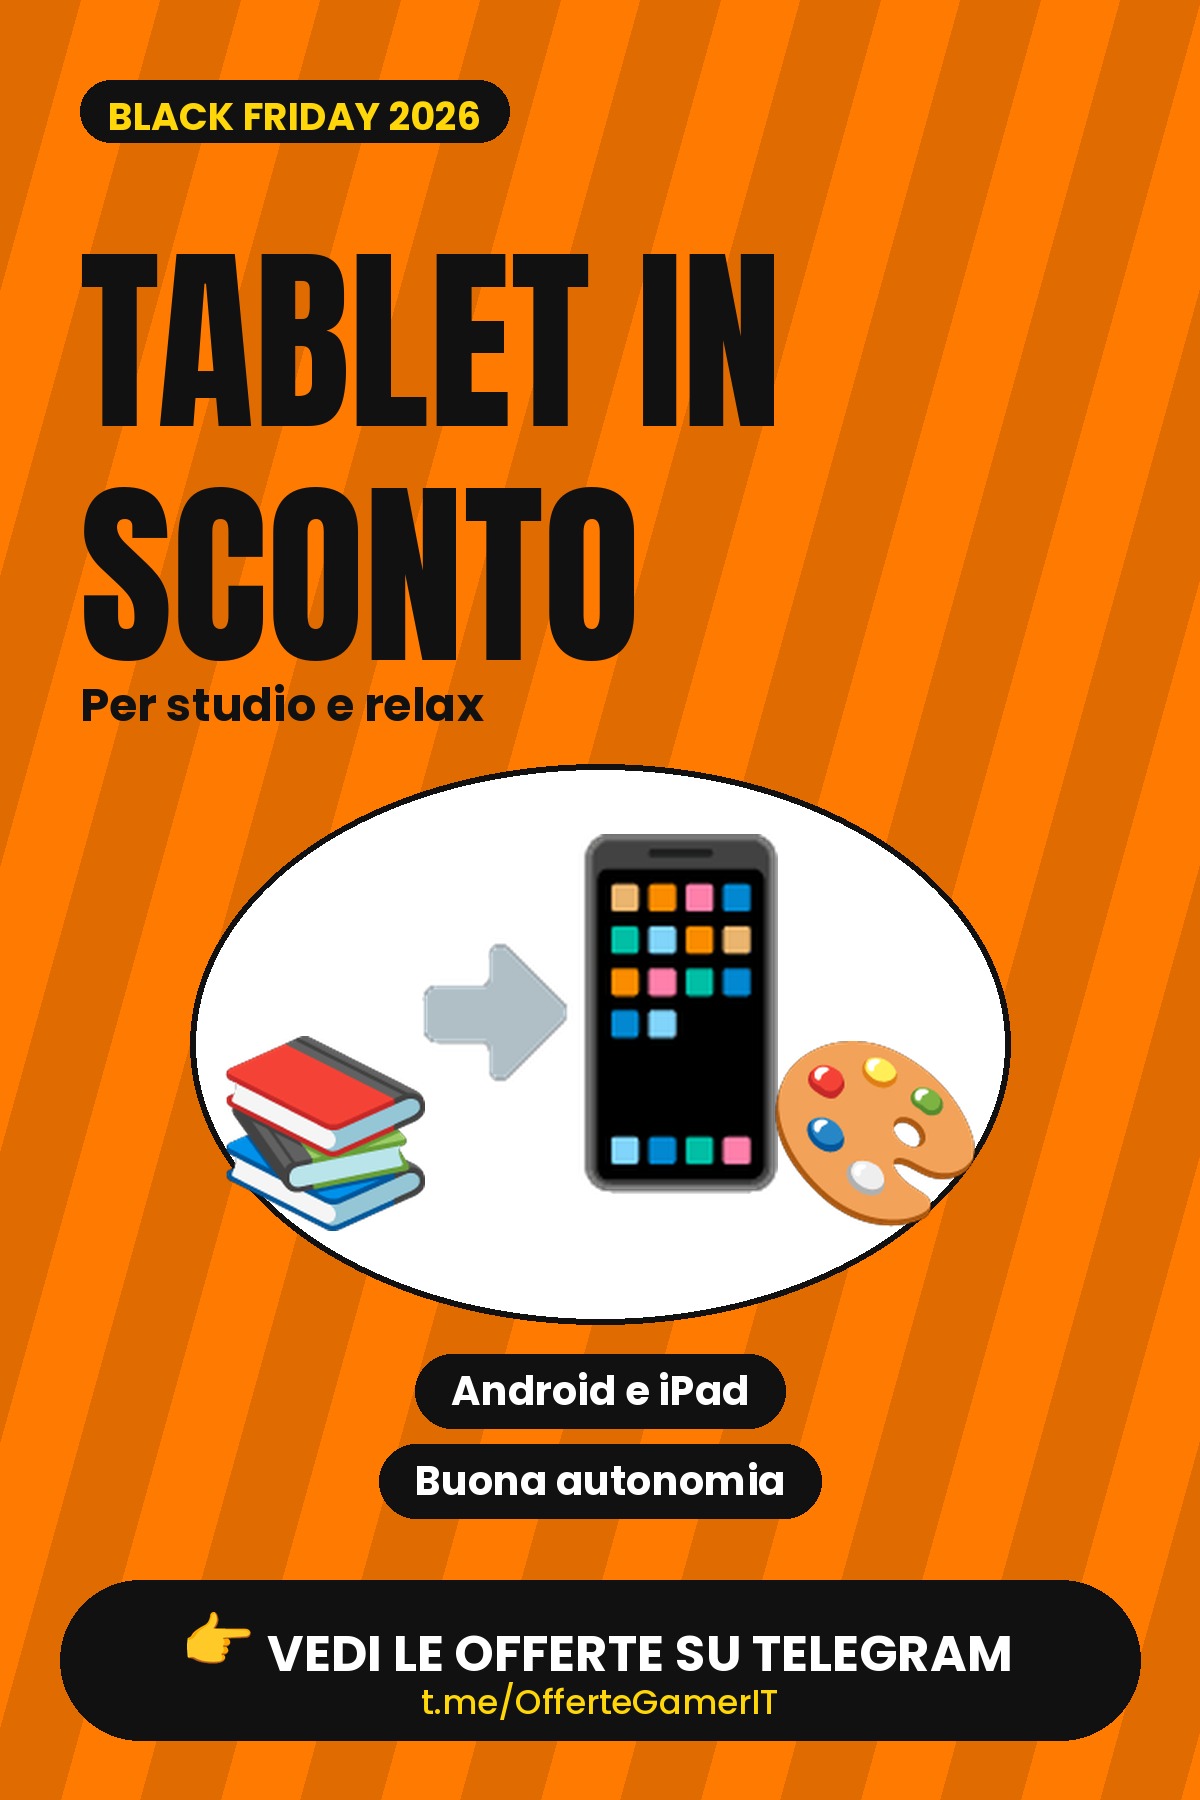 BLACK FRIDAY 2026
TABLET IN
SCONTO
Per studio e relax
Android e iPad
Buona autonomia
👉 VEDI LE OFFERTE SU TELEGRAM
t.me/OfferteGamerIT